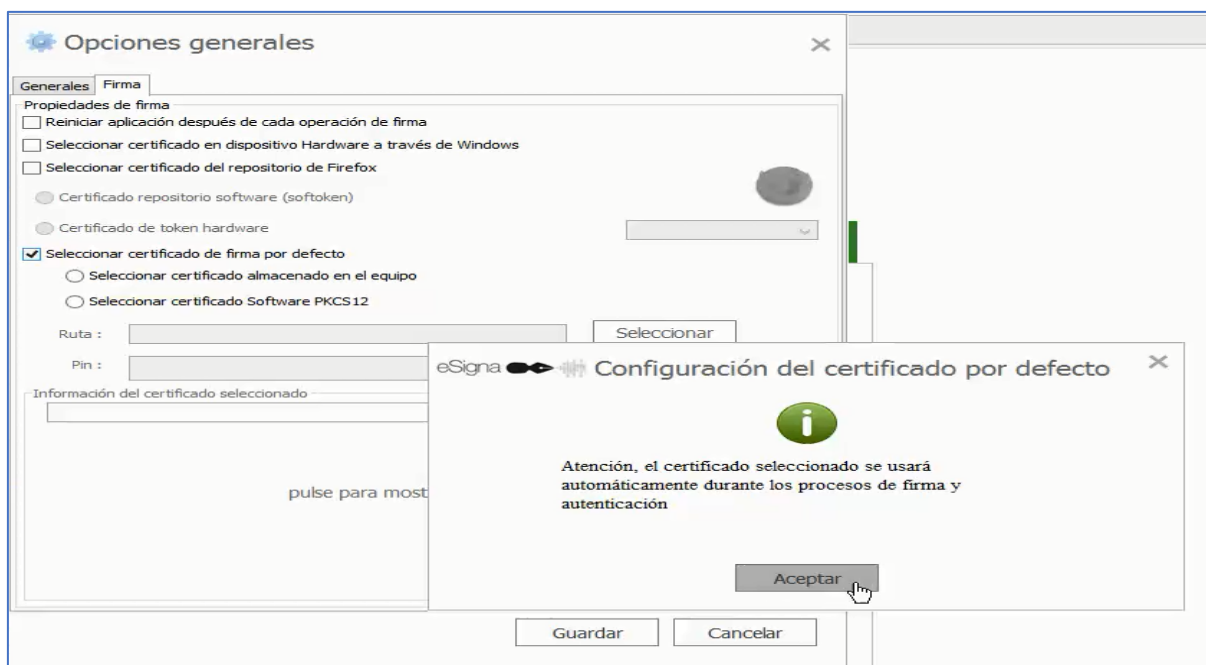 Opciones generales
Generales Firma
Propiedades de firma
Reiniciar aplicación después de cada operación de firma
Seleccionar certificado en dispositivo Hardware a través de Windows
Seleccionar certificado del repositorio de Firefox
Certificado repositorio software (softoken)
Certificado de token hardware
Seleccionar certificado de firma por defecto
Seleccionar certificado almacenado en el equipo
Seleccionar certificado Software PKCS12
Ruta :
Seleccionar
Pin :
Información del certificado seleccionado
pulse para most
eSigna Configuración del certificado por defecto
Atención, el certificado seleccionado se usará
automáticamente durante los procesos de firma y
autenticación
Aceptar
Guardar Cancelar